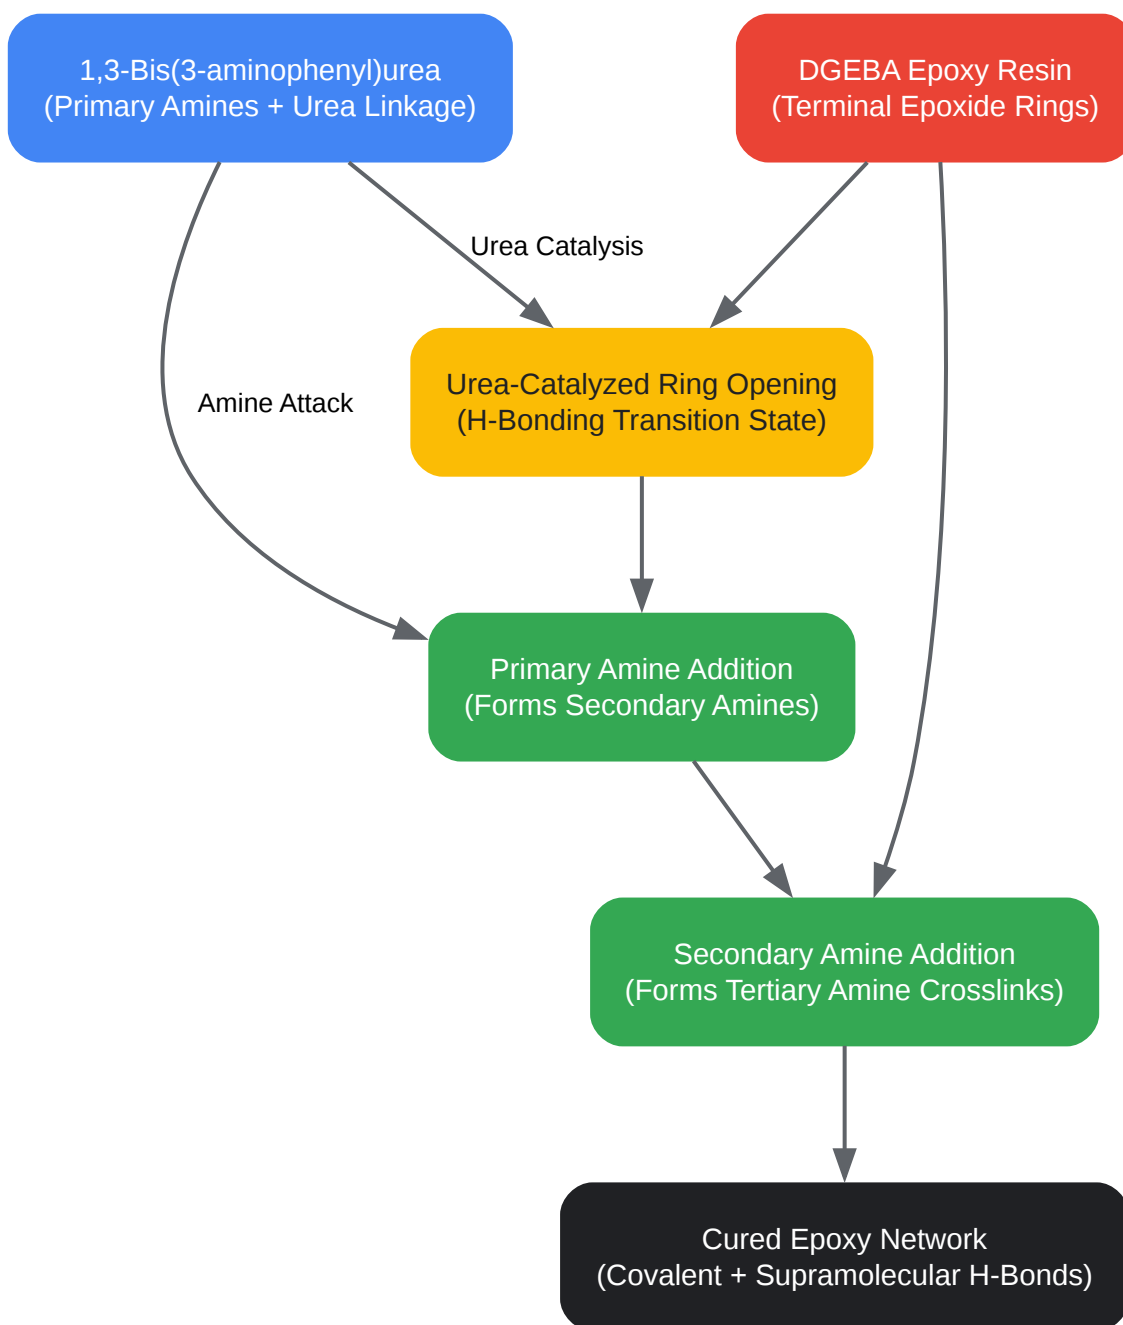 1,3-Bis(3-aminophenyl)urea
(Primary Amines + Urea Linkage)
DGEBA Epoxy Resin
(Terminal Epoxide Rings)
Urea Catalysis
Urea-Catalyzed Ring Opening
(H-Bonding Transition State)
Amine Attack
Primary Amine Addition
(Forms Secondary Amines)
Secondary Amine Addition
(Forms Tertiary Amine Crosslinks)
Cured Epoxy Network
(Covalent + Supramolecular H-Bonds)